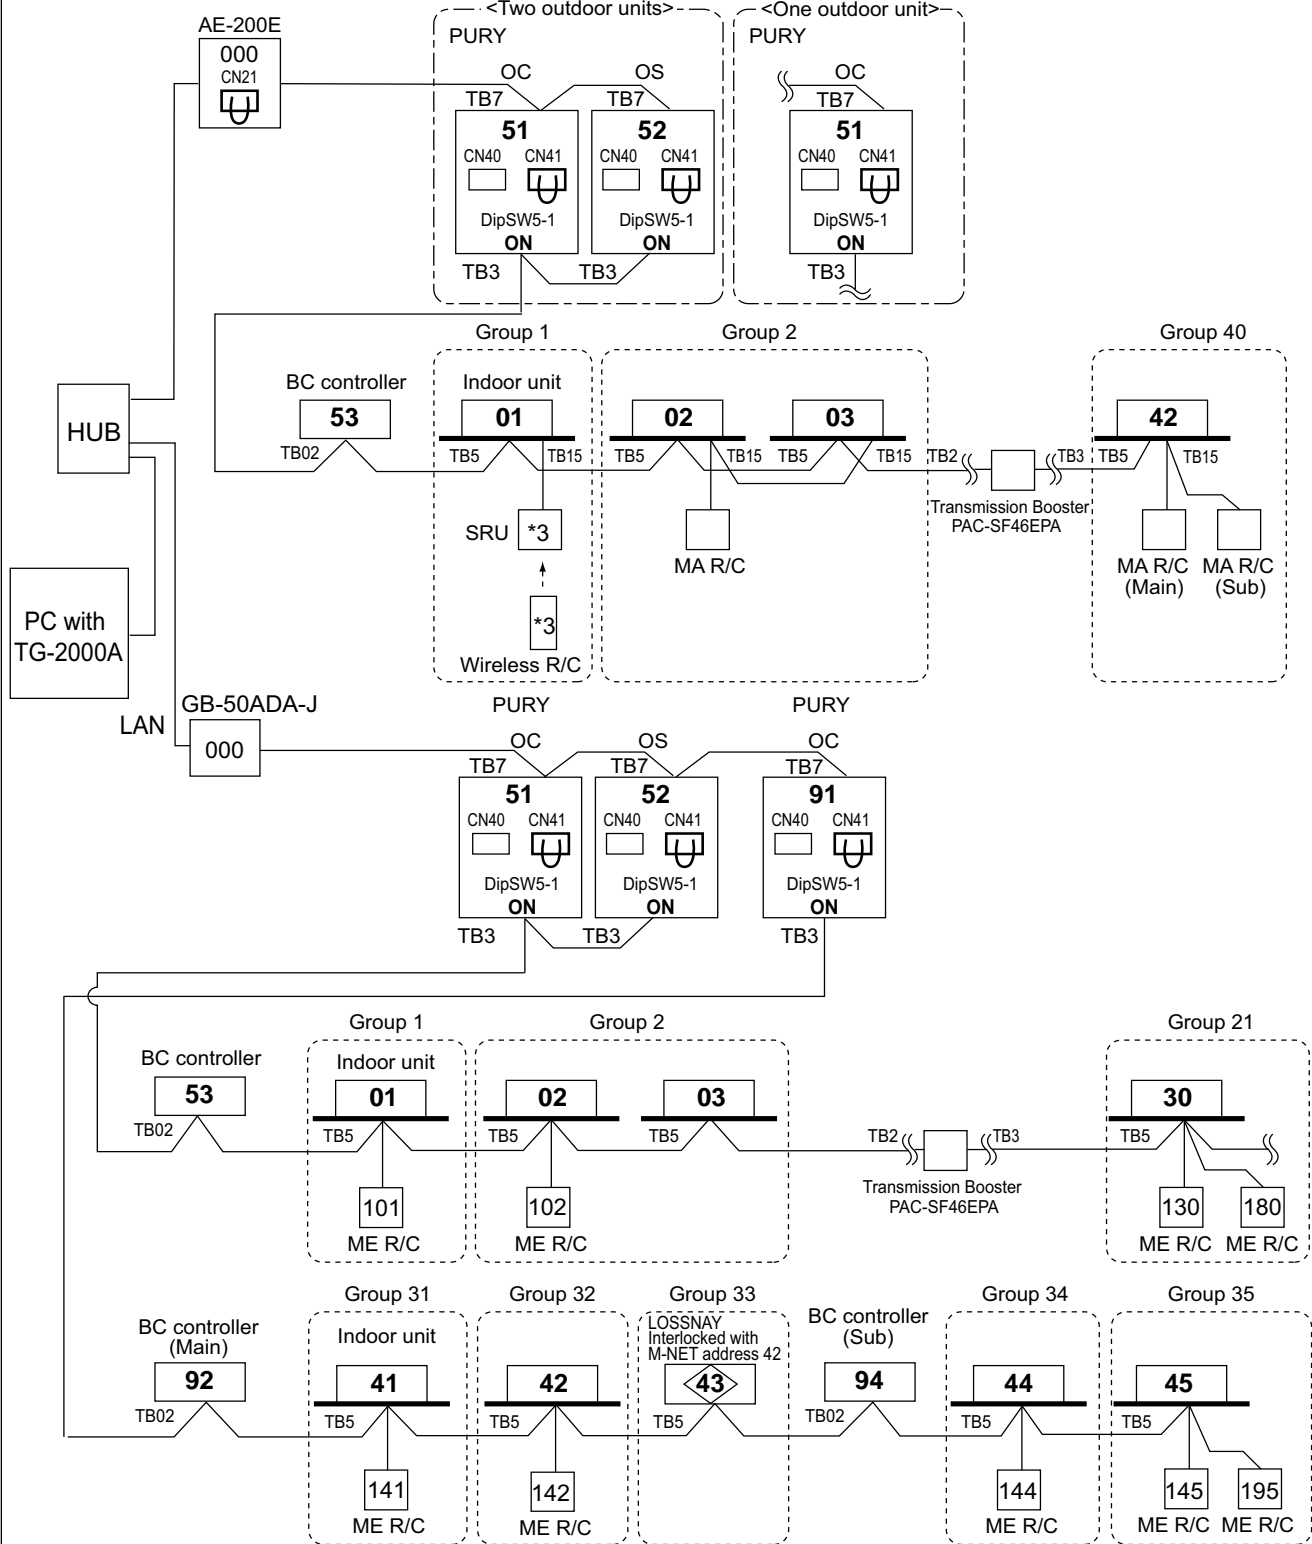 AE-200E
000
CN21
<Two outdoor units>
PURY
OC
OS
TB7
TB7
51
52
CN40
CN41
CN40
CN41
DipSW5-1
DipSW5-1
ON
ON
TB3
TB3
<One outdoor unit>
PURY
OC
TB7
51
CN40
CN41
DipSW5-1
ON
TB3
HUB
PC with
TG-2000A
LAN
BC controller
53
TB02
Group 1
Indoor unit
01
TB5
TB15
SRU
*3
*3
Wireless R/C
Group 2
02
03
TB5
TB15
TB5
TB15
MA R/C
TB2
TB3
Transmission Booster
PAC-SF46EPA
Group 40
42
TB5
TB15
MA R/C
(Main)
MA R/C
(Sub)
GB-50ADA-J
000
PURY
PURY
OC
OS
OC
TB7
TB7
TB7
51
52
91
CN40
CN41
CN40
CN41
CN40
CN41
DipSW5-1
DipSW5-1
DipSW5-1
ON
ON
ON
TB3
TB3
TB3
BC controller
53
TB02
Group 1
Indoor unit
01
TB5
101
ME R/C
Group 2
02
03
TB5
TB5
102
ME R/C
TB2
TB3
Transmission Booster
PAC-SF46EPA
Group 21
30
TB5
130
180
ME R/C
ME R/C
BC controller
(Main)
92
TB02
Group 31
Indoor unit
41
TB5
141
ME R/C
Group 32
42
TB5
142
ME R/C
Group 33
LOSSNAY
Interlocked with
M-NET address 42
43
TB5
BC controller
(Sub)
94
TB02
Group 34
44
TB5
144
ME R/C
Group 35
45
TB5
145
195
ME R/C
ME R/C